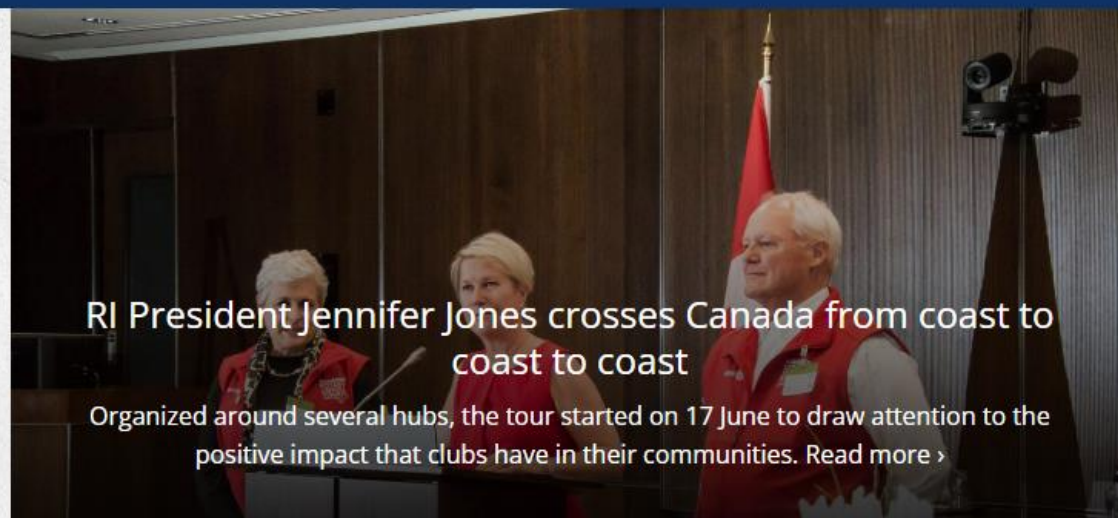 RI President Jennifer Jones crosses Canada from coast to
coast to coast
Organized around several hubs, the tour started on 17 June to draw attention to the
positive impact that clubs have in their communities. Read more ›